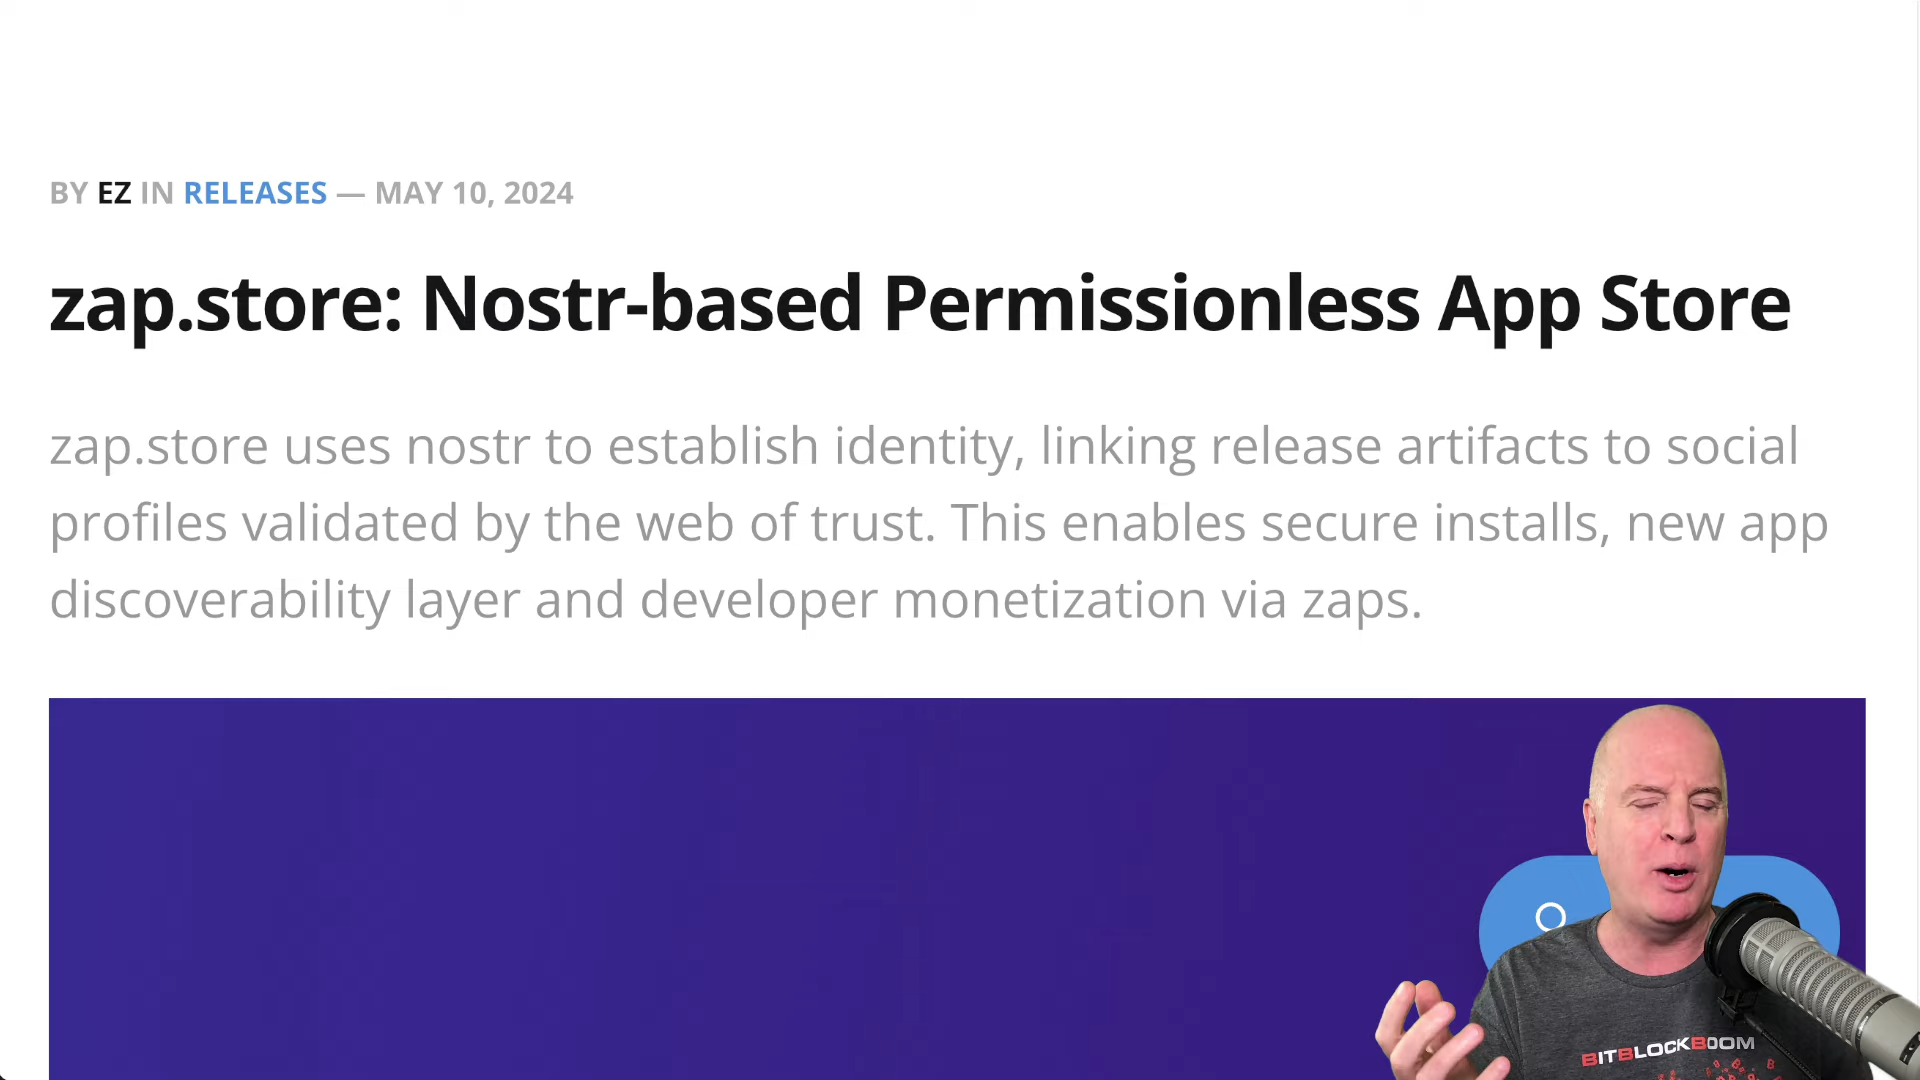 BY EZ IN RELEASES — MAY 10, 2024
zap.store: Nostr-based Permissionless App Store
zap.store uses nostr to establish identity, linking release artifacts to social
profiles validated by the web of trust. This enables secure installs, new app
discoverability layer and developer monetization via zaps.
BITBLOCKBOOM